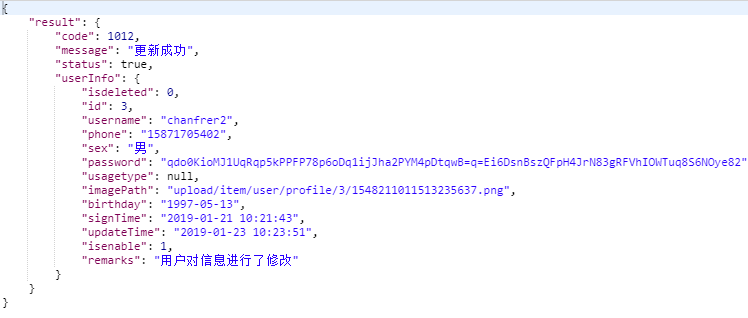 {
    "result": {
        "code": 1012,
        "message": "更新成功",
        "status": true,
        "userInfo": {
            "isdeleted": 0,
            "id": 3,
            "username": "chanfrer2",
            "phone": "15871705402",
            "sex": "男",
            "password": "qdo0KioMJ1UqRqp5kPPFP78p6oDq1ijJha2PYM4pDtqwB=q=Ei6DsnBszQFpH4JrN83gRFVhIOWTuq8S6NOye82"
            "usagetype": null,
            "imagePath": "upload/item/user/profile/3/1548211011513235637.png",
            "birthday": "1997-05-13",
            "signTime": "2019-01-21 10:21:43",
            "updateTime": "2019-01-23 10:23:51",
            "isenable": 1,
            "remarks": "用户对信息进行了修改"
        }
    }
}